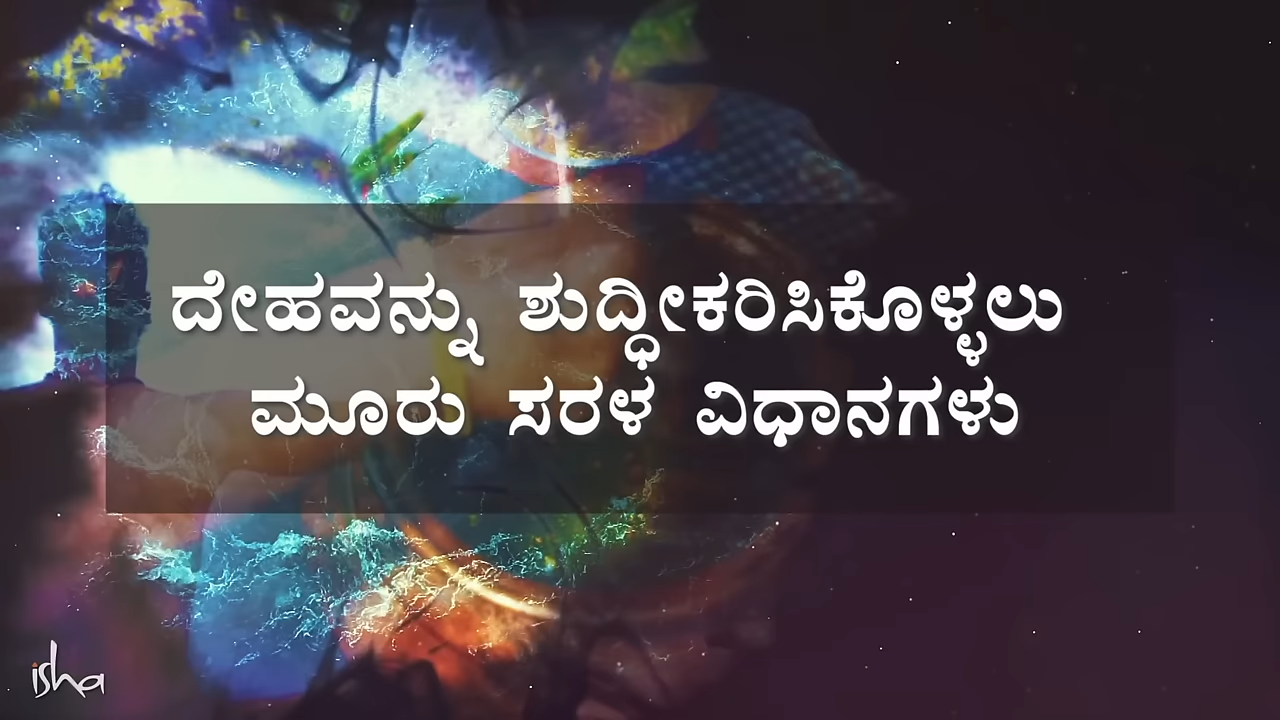 ದೇಹವನ್ನು ಶುದ್ಧೀಕರಿಸಿಕೊಳ್ಳಲು
ಮೂರು ಸರಳ ವಿಧಾನಗಳು
isha